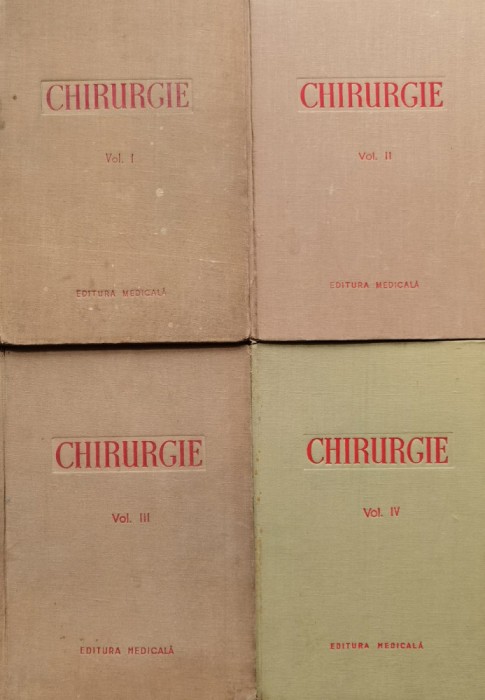 CHIRURGIE
Vol. I
EDITURA MEDICALĂ
CHIRURGIE
Vol. II
EDITURA MEDICALĂ
CHIRURGIE
Vol. III
EDITURA MEDICALĂ
CHIRURGIE
Vol. IV
EDITURA MEDICALĂ